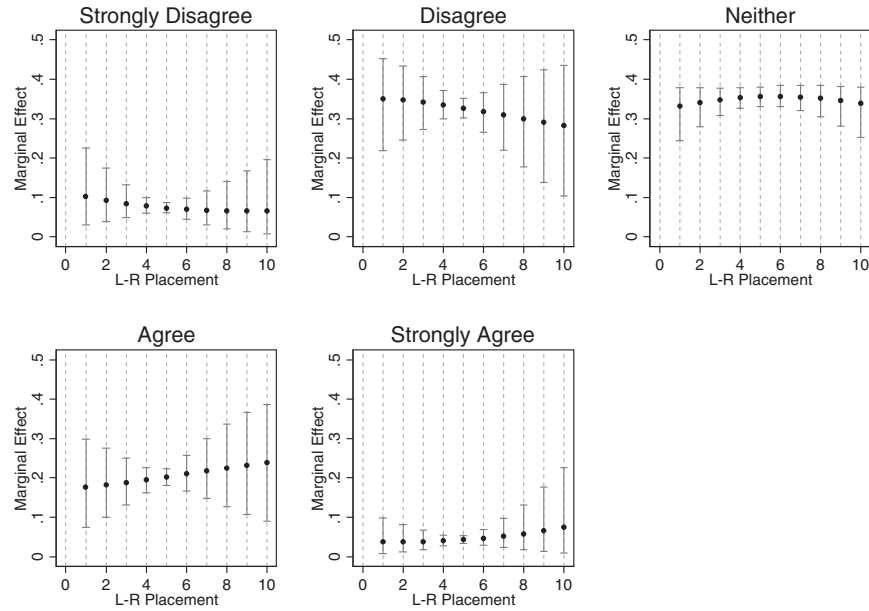 Strongly Disagree
Marginal Effect
.5
.4
.3
.2
.1
0
0 2 4 6 8 10
L-R Placement
Disagree
Marginal Effect
.5
.4
.3
.2
.1
0
0 2 4 6 8 10
L-R Placement
Neither
Marginal Effect
.5
.4
.3
.2
.1
0
0 2 4 6 8 10
L-R Placement
Agree
Marginal Effect
.5
.4
.3
.2
.1
0
0 2 4 6 8 10
L-R Placement
Strongly Agree
Marginal Effect
.5
.4
.3
.2
.1
0
0 2 4 6 8 10
L-R Placement